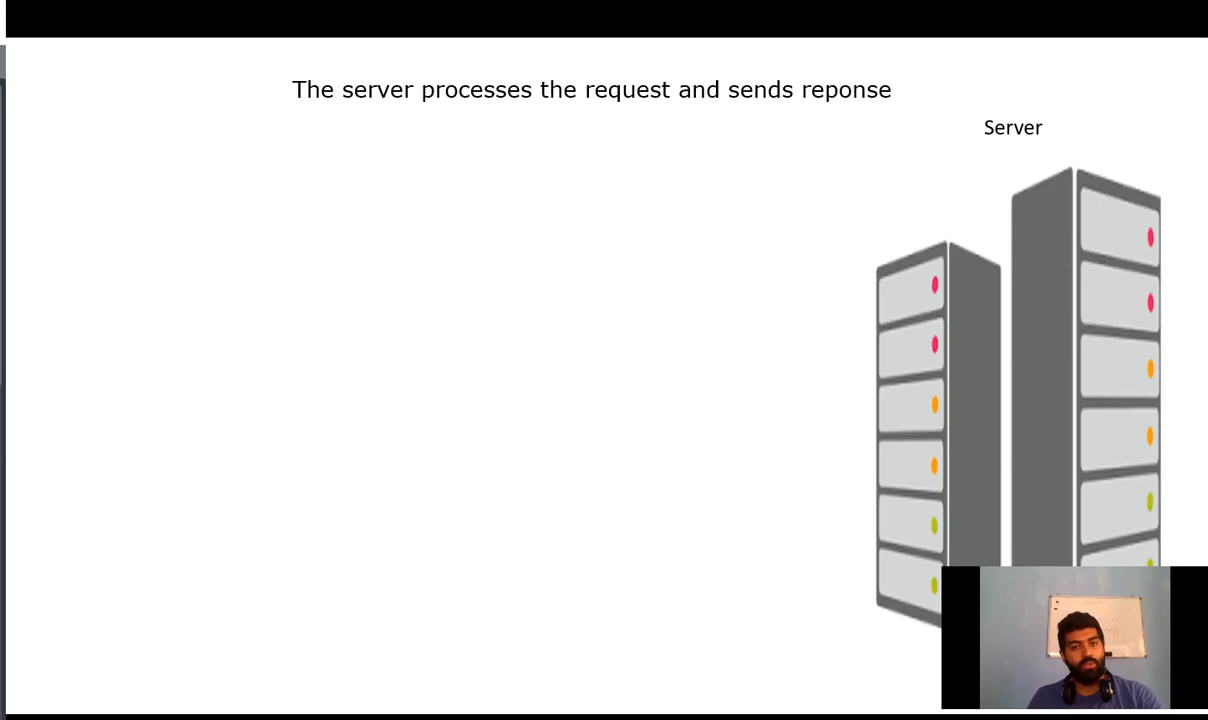 The server processes the request and sends reponse
Server